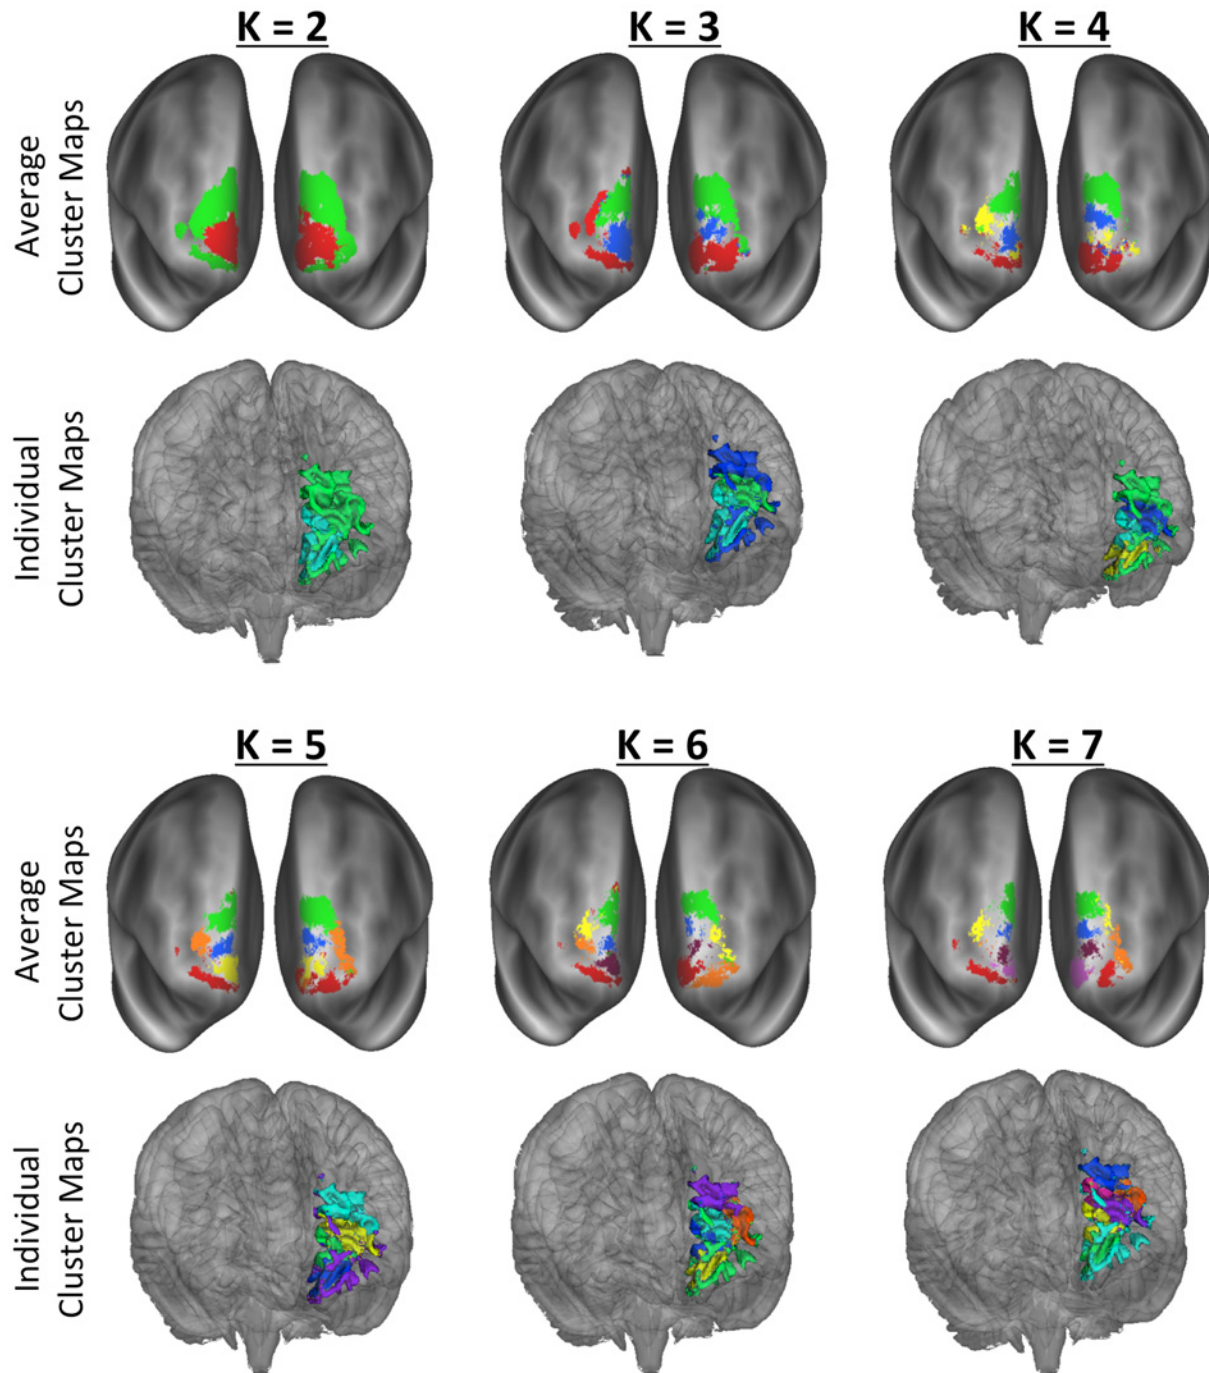 K = 2
K = 3
K = 4
Average
Cluster Maps
Individual
Cluster Maps
K = 5
K = 6
K = 7
Average
Cluster Maps
Individual
Cluster Maps